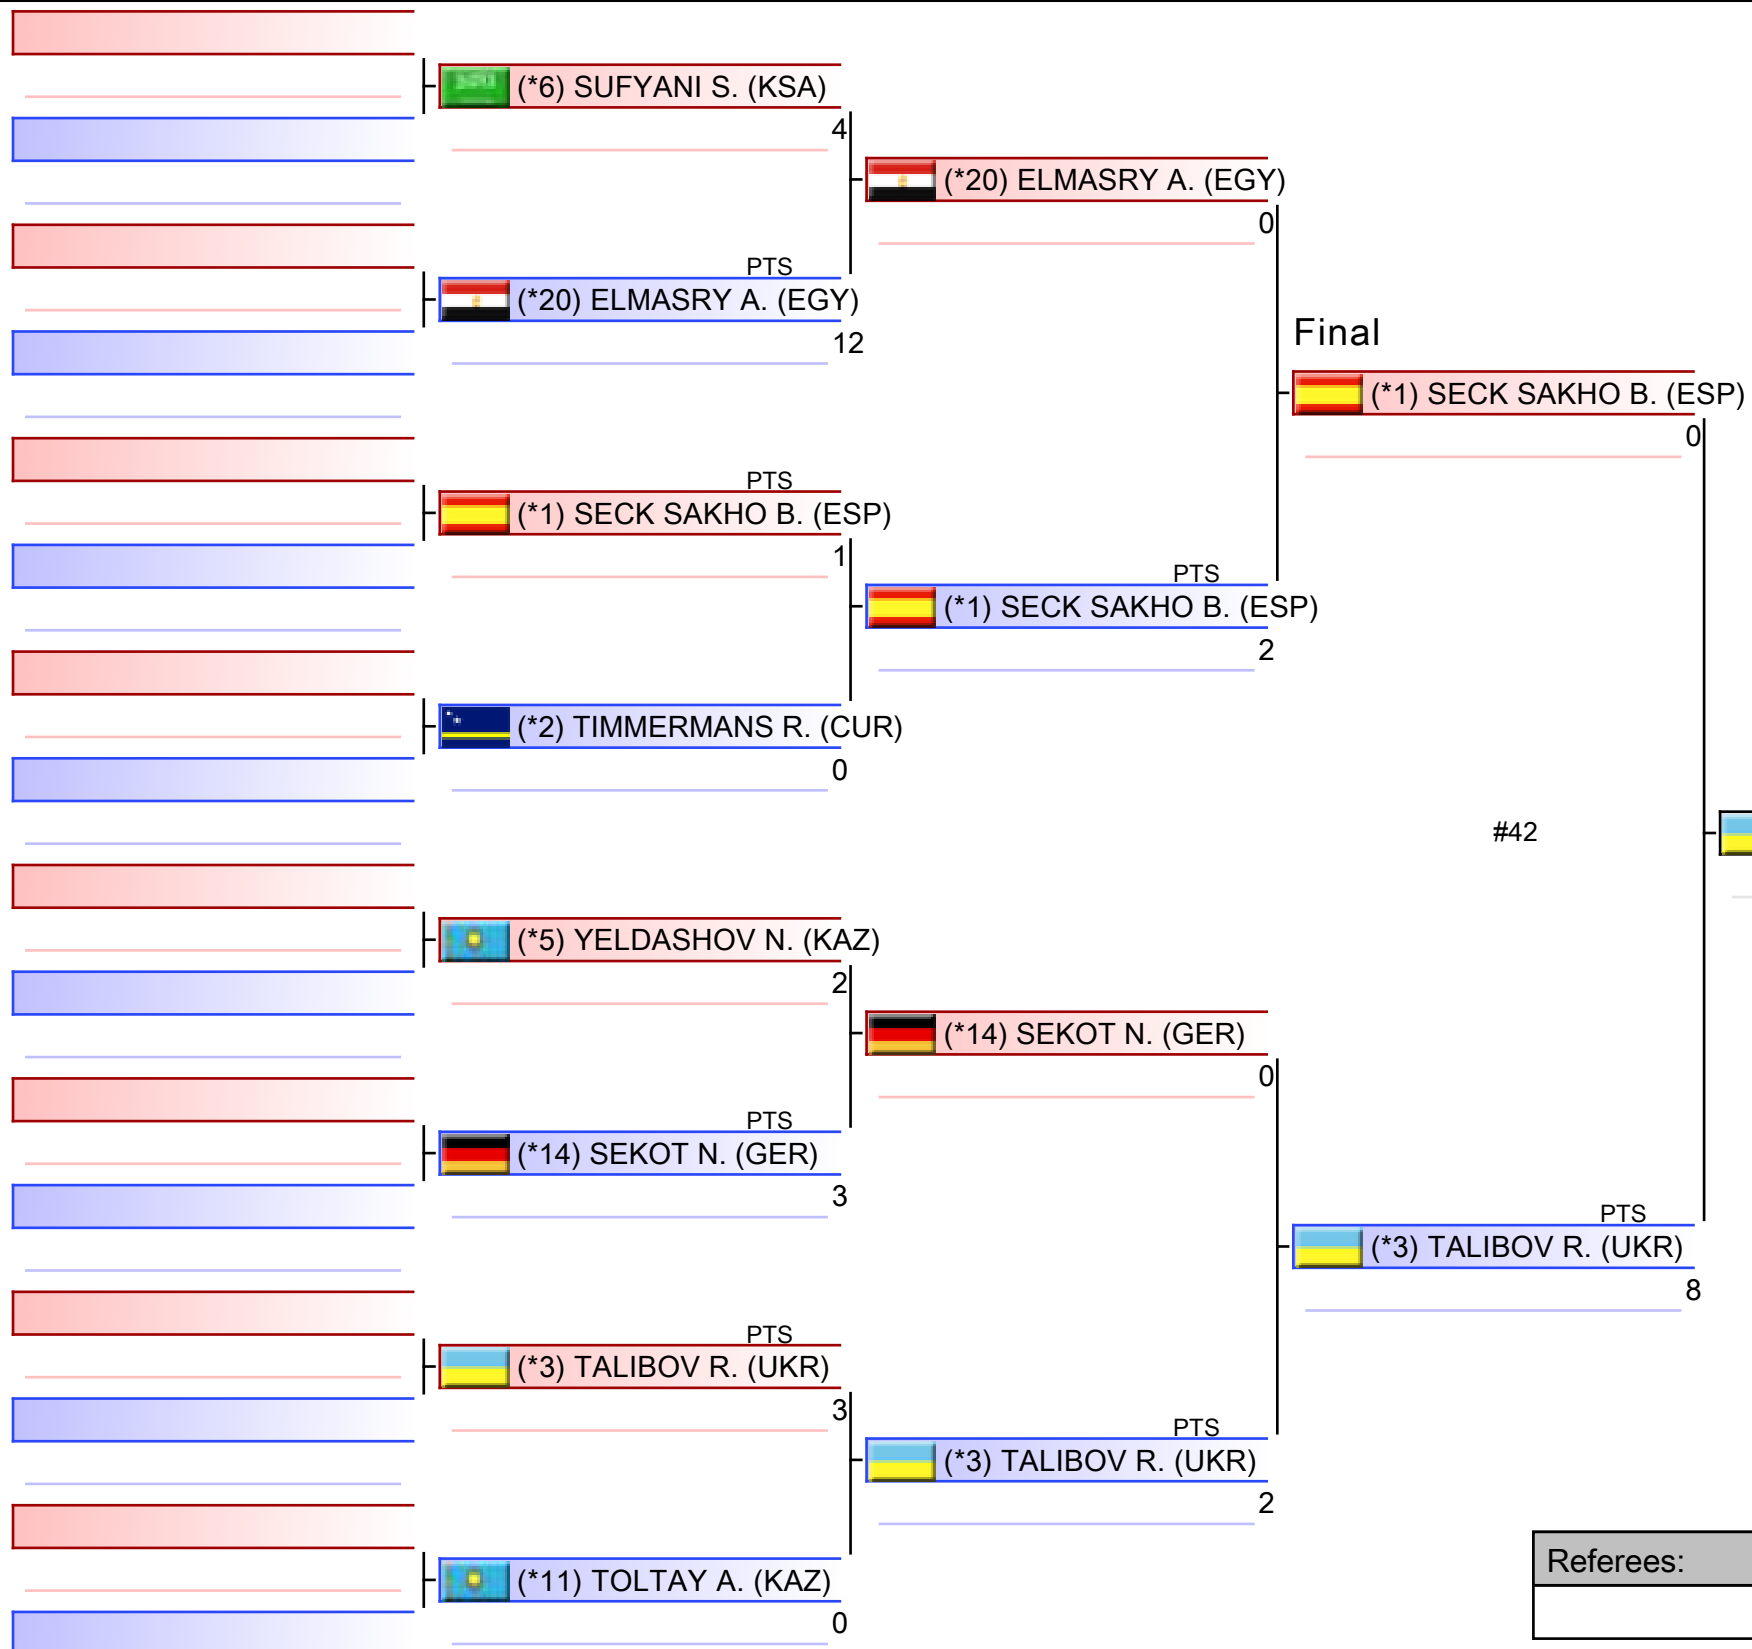 (*6) SUFYANI S. (KSA)
4
(*20) ELMASRY A. (EGY)
0
PTS
(*20) ELMASRY A. (EGY)
12
Final
(*1) SECK SAKHO B. (ESP)
0
PTS
(*1) SECK SAKHO B. (ESP)
1
PTS
(*1) SECK SAKHO B. (ESP)
2
(*2) TIMMERMANS R. (CUR)
0
#42
(*5) YELDASHOV N. (KAZ)
2
(*14) SEKOT N. (GER)
0
PTS
(*14) SEKOT N. (GER)
3
PTS
(*3) TALIBOV R. (UKR)
8
PTS
(*3) TALIBOV R. (UKR)
3
PTS
(*3) TALIBOV R. (UKR)
2
(*11) TOLTAY A. (KAZ)
0
Referees: